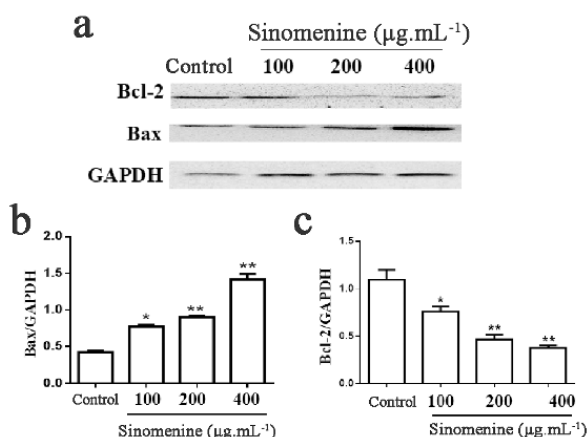 a
Sinomenine (µg.mL⁻¹)
Control 100 200 400
Bcl-2
Bax
GAPDH
b
Bax/GAPDH
2.0
1.5
1.0
0.5
0.0
*
**
**
Control 100 200 400
Sinomenine (µg.mL⁻¹)
c
Bcl-2/GAPDH
1.5
1.0
0.5
0.0
*
**
**
Control 100 200 400
Sinomenine (µg.mL⁻¹)